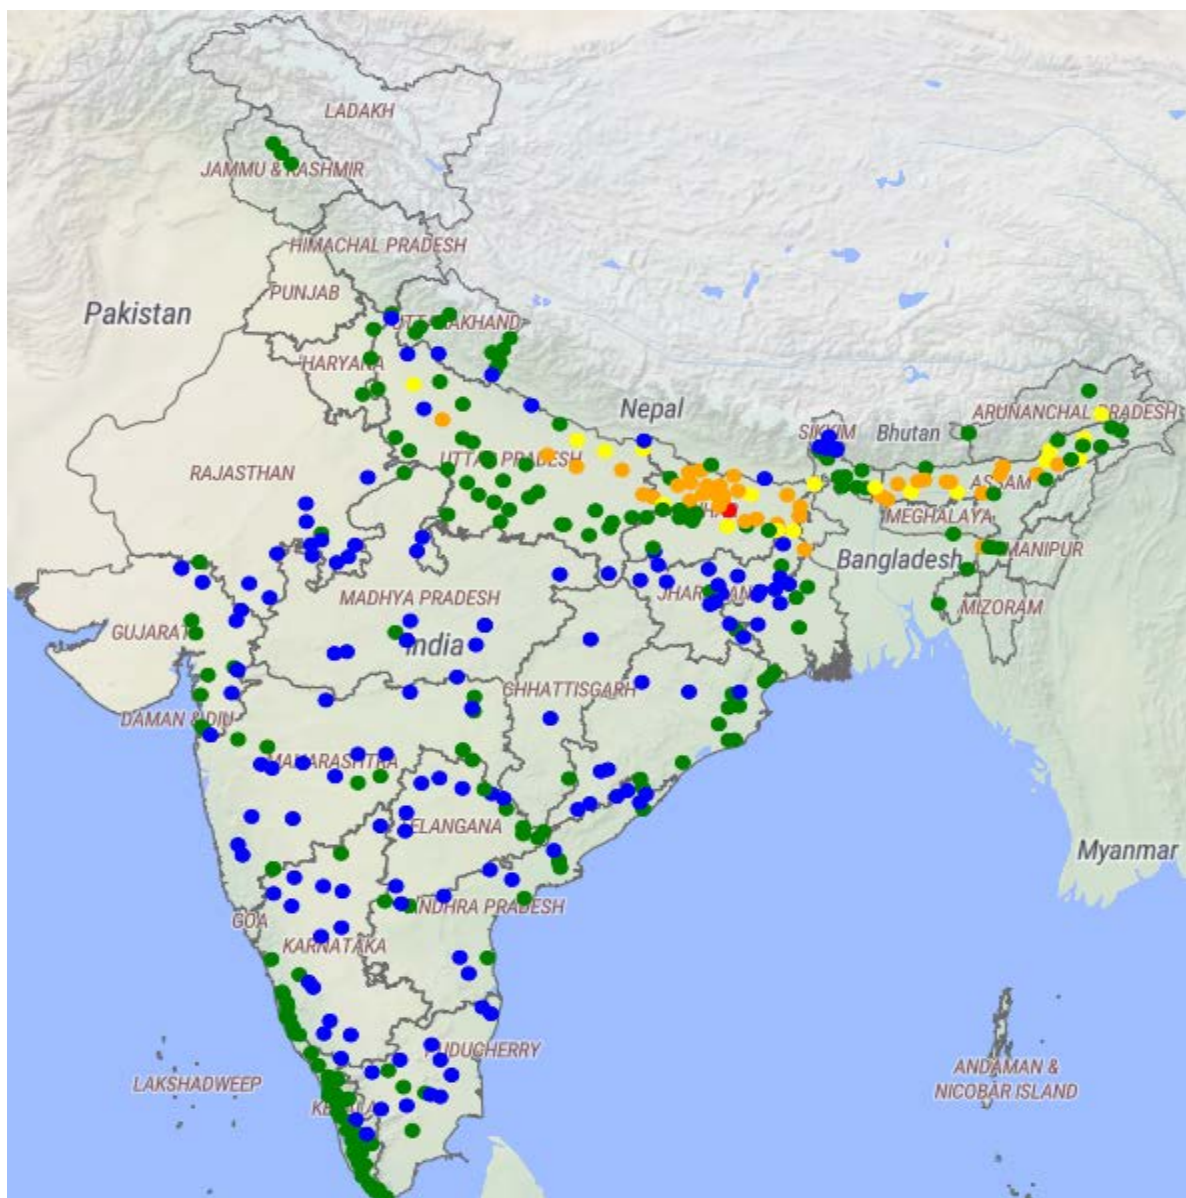 LADAKH
JAMMU & KASHMIR
HIMACHAL PRADESH
PUNJAB
Pakistan
UTTARAKHAND
HARYANA
Nepal
ARUNANCHAL PRADESH
SIKKIM
Bhutan
UTTAR PRADESH
RAJASTHAN
ASSAM
MEGHALAYA
MANIPUR
Bangladesh
MADHYA PRADESH
MIZORAM
GUJARAT
India
CHHATTISGARH
DAMAN & DIU
MAHARASHTRA
TELANGANA
Myanmar
ANDHRA PRADESH
GOA
KARNATAKA
PUDUCHERRY
LAKSHADWEEP
ANDAMAN &
NICOBAR ISLAND